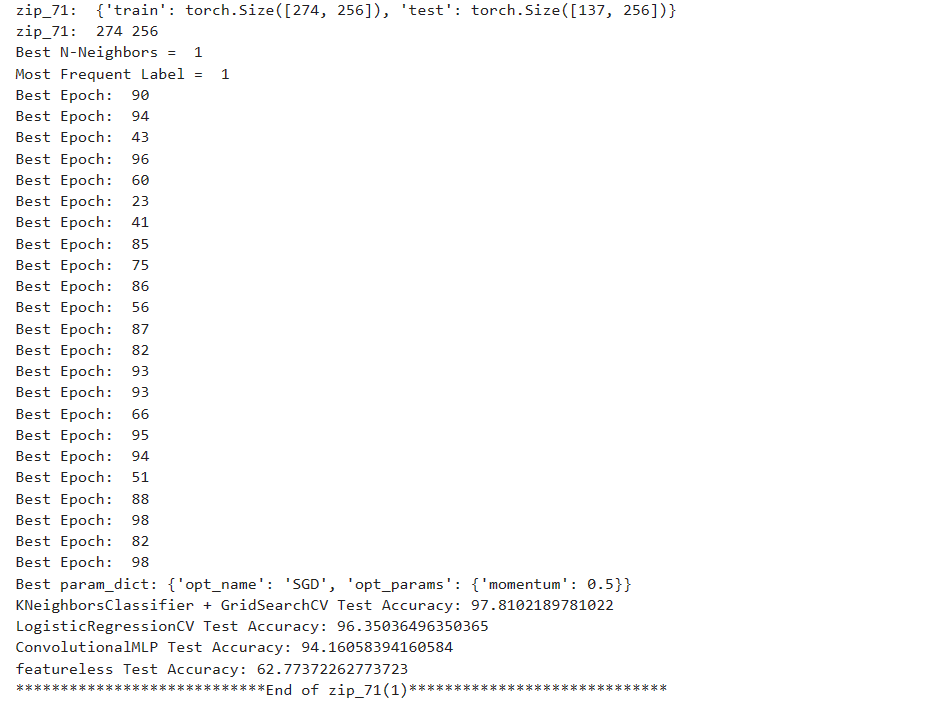 zip_71:  {'train': torch.Size([274, 256]), 'test': torch.Size([137, 256])}
zip_71:  274 256
Best N-Neighbors =  1
Most Frequent Label =  1
Best Epoch:  90
Best Epoch:  94
Best Epoch:  43
Best Epoch:  96
Best Epoch:  60
Best Epoch:  23
Best Epoch:  41
Best Epoch:  85
Best Epoch:  75
Best Epoch:  86
Best Epoch:  56
Best Epoch:  87
Best Epoch:  82
Best Epoch:  93
Best Epoch:  93
Best Epoch:  66
Best Epoch:  95
Best Epoch:  94
Best Epoch:  51
Best Epoch:  88
Best Epoch:  98
Best Epoch:  82
Best Epoch:  98
Best param_dict: {'opt_name': 'SGD', 'opt_params': {'momentum': 0.5}}
KNeighborsClassifier + GridSearchCV Test Accuracy: 97.8102189781022
LogisticRegressionCV Test Accuracy: 96.35036496350365
ConvolutionalMLP Test Accuracy: 94.16058394160584
featureless Test Accuracy: 62.77372262773723
****************************End of zip_71(1)*****************************